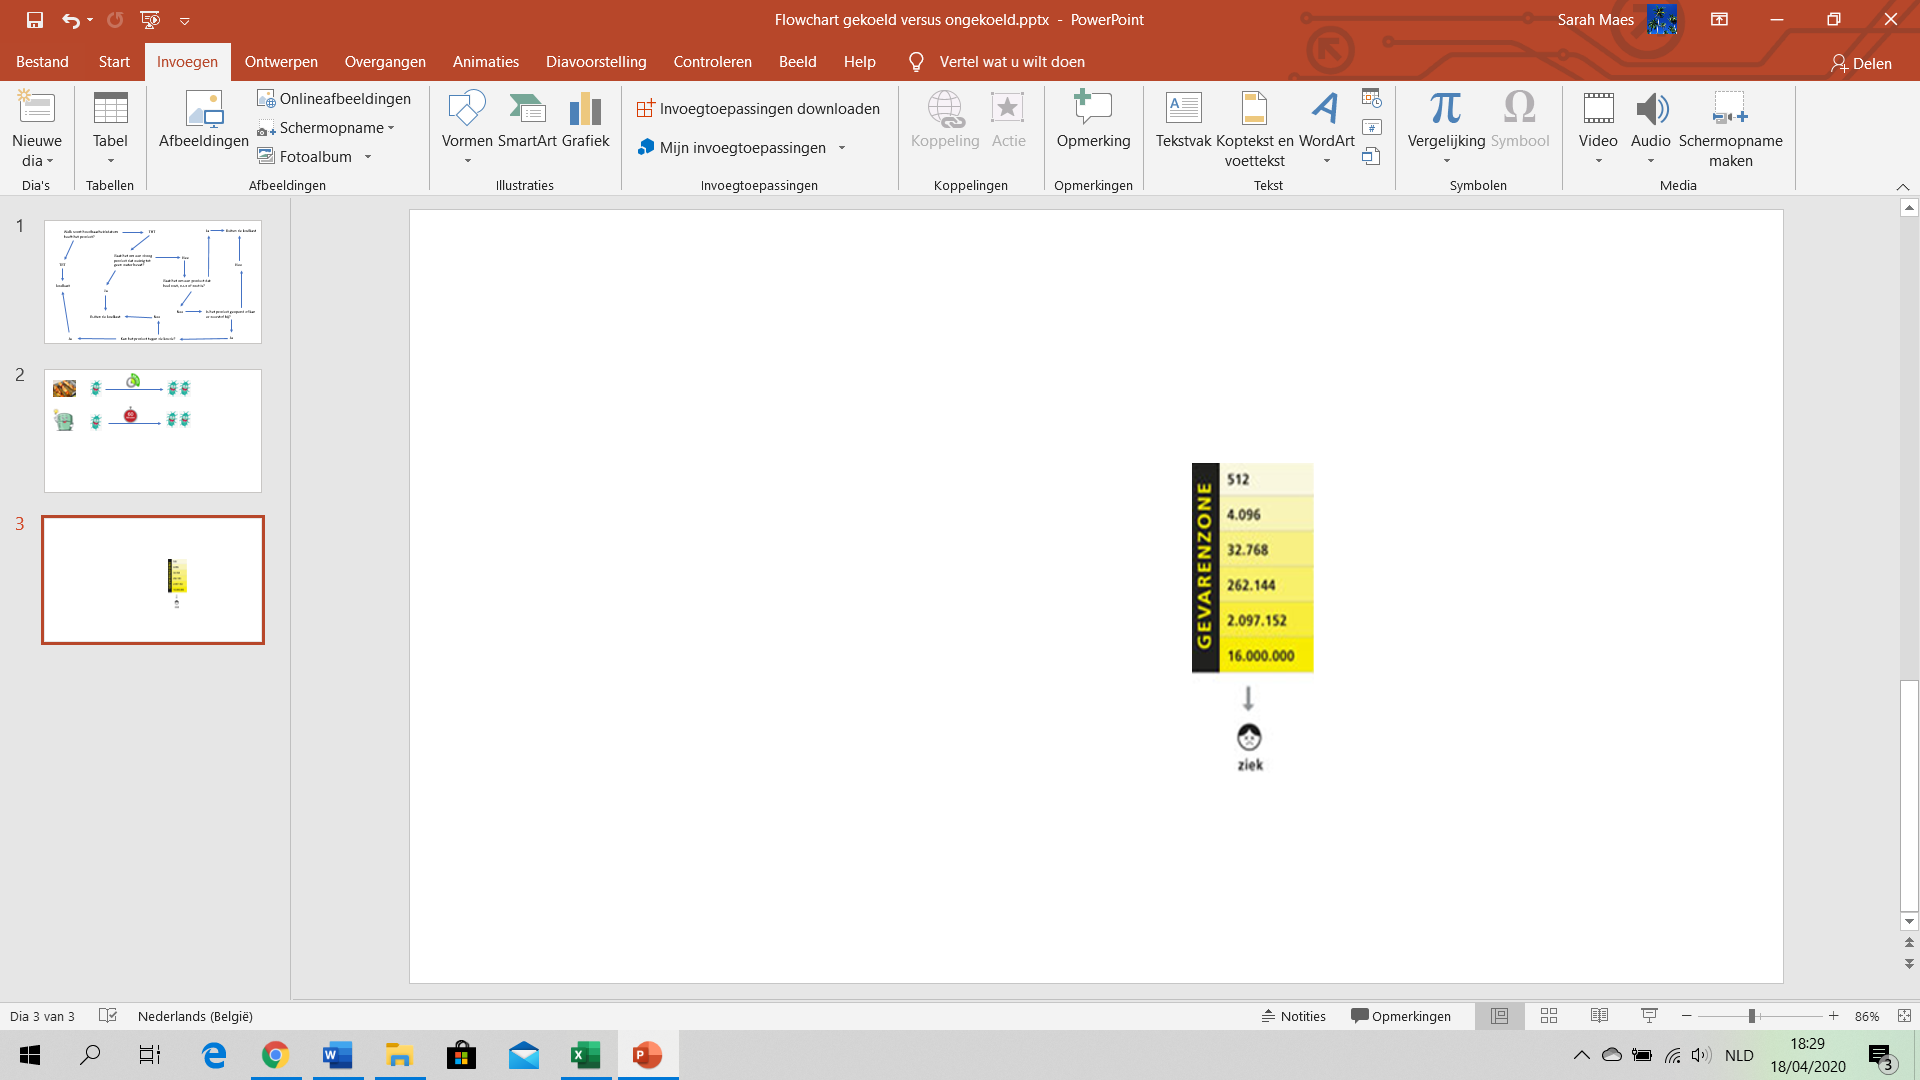 Flowchart gekoeld versus ongekoeld.pptx - PowerPoint
Sarah Maes
Bestand Start Invoegen Ontwerpen Overgangen Animaties Diavoorstelling Controleren Beeld Help Vertel wat u wilt doen Delen
Nieuwe dia
Tabel
Afbeeldingen
Onlineafbeeldingen
Schermopname
Fotoalbum
Vormen SmartArt Grafiek
Invoegtoepassingen downloaden
Mijn invoegtoepassingen
Koppeling Actie
Opmerking
Tekstvak Koptekst en voettekst WordArt
Vergelijking Symbool
Video Audio Schermopname maken
Dia's Tabellen Afbeeldingen Illustraties Invoegtoepassingen Koppelingen Opmerkingen Tekst Symbolen Media
1
2
3
GEVARENZONE
512
4.096
32.768
262.144
2.097.152
16.000.000
ziek
Dia 3 van 3 Nederlands (België) Notities Opmerkingen 86%
NLD
18:29
18/04/2020
3